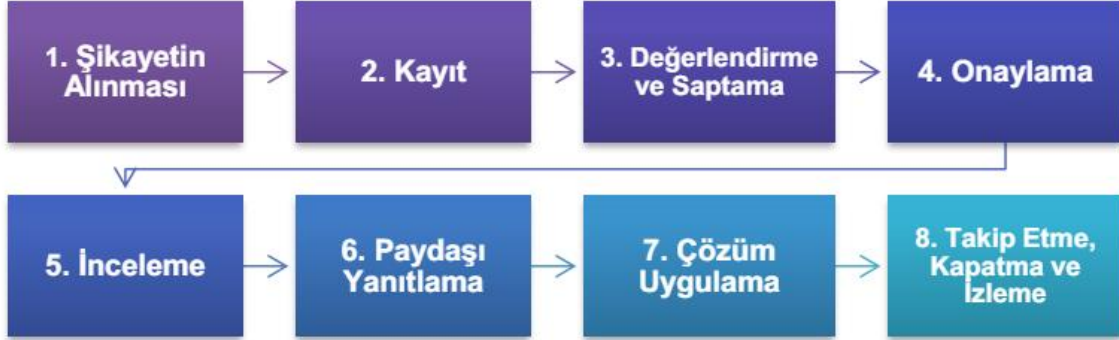 1. Şikayetin
Alınması
2. Kayıt
3. Değerlendirme
ve Saptama
4. Onaylama
5. İnceleme
6. Paydaşı
Yanıtlama
7. Çözüm
Uygulama
8. Takip Etme,
Kapatma ve
İzleme